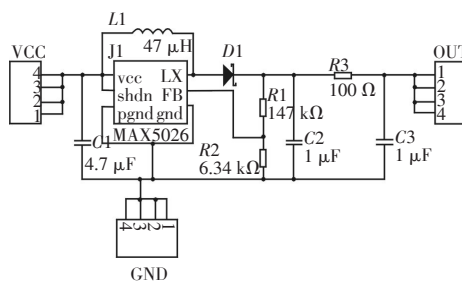 L1
47 μH
VCC
J1
D1
OUT
4
3
2
1
vcc LX
shdn FB
pgnd gnd
MAX5026
C1
4.7 μF
R1
147 kΩ
R2
6.34 kΩ
C2
1 μF
R3
100 Ω
C3
1 μF
1
2
3
4
4 3 2 1
GND